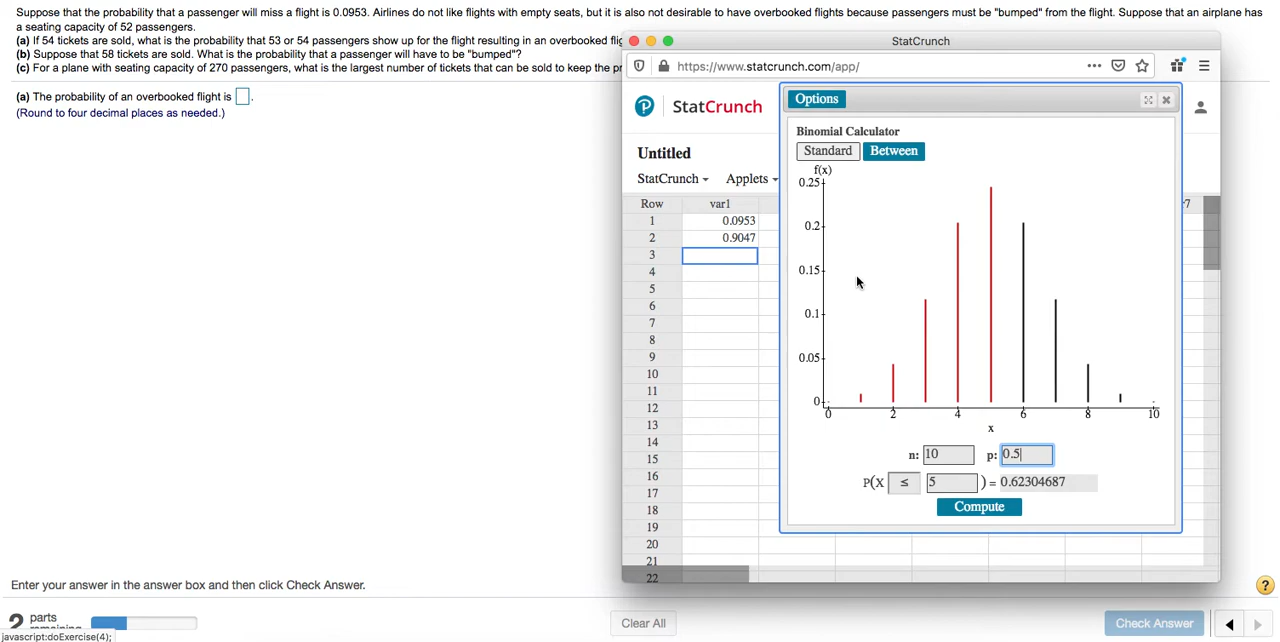 Suppose that the probability that a passenger will miss a flight is 0.0953. Airlines do not like flights with empty seats, but it is also not desirable to have overbooked flights because passengers must be "bumped" from the flight. Suppose that an airplane has
a seating capacity of 52 passengers.
(a) If 54 tickets are sold, what is the probability that 53 or 54 passengers show up for the flight resulting in an overbooked flig
(b) Suppose that 58 tickets are sold. What is the probability that a passenger will have to be "bumped"?
(c) For a plane with seating capacity of 270 passengers, what is the largest number of tickets that can be sold to keep the pr
(a) The probability of an overbooked flight is .
(Round to four decimal places as needed.)
StatCrunch
https://www.statcrunch.com/app/
P StatCrunch
Untitled
StatCrunch Applets
Row var1 r7
1 0.0953
2 0.9047
3
4
5
6
7
8
9
10
11
12
13
14
15
16
17
18
19
20
21
22
Options
Binomial Calculator
Standard Between
f(x)
0.25
0.2
0.15
0.1
0.05
0
0 2 4 6 8 10
x
n: 10 p: 0.5
P(X ≤ 5 ) = 0.62304687
Compute
Enter your answer in the answer box and then click Check Answer.
?
2 parts
remaining
Clear All
Check Answer
javascript:doExercise(4);